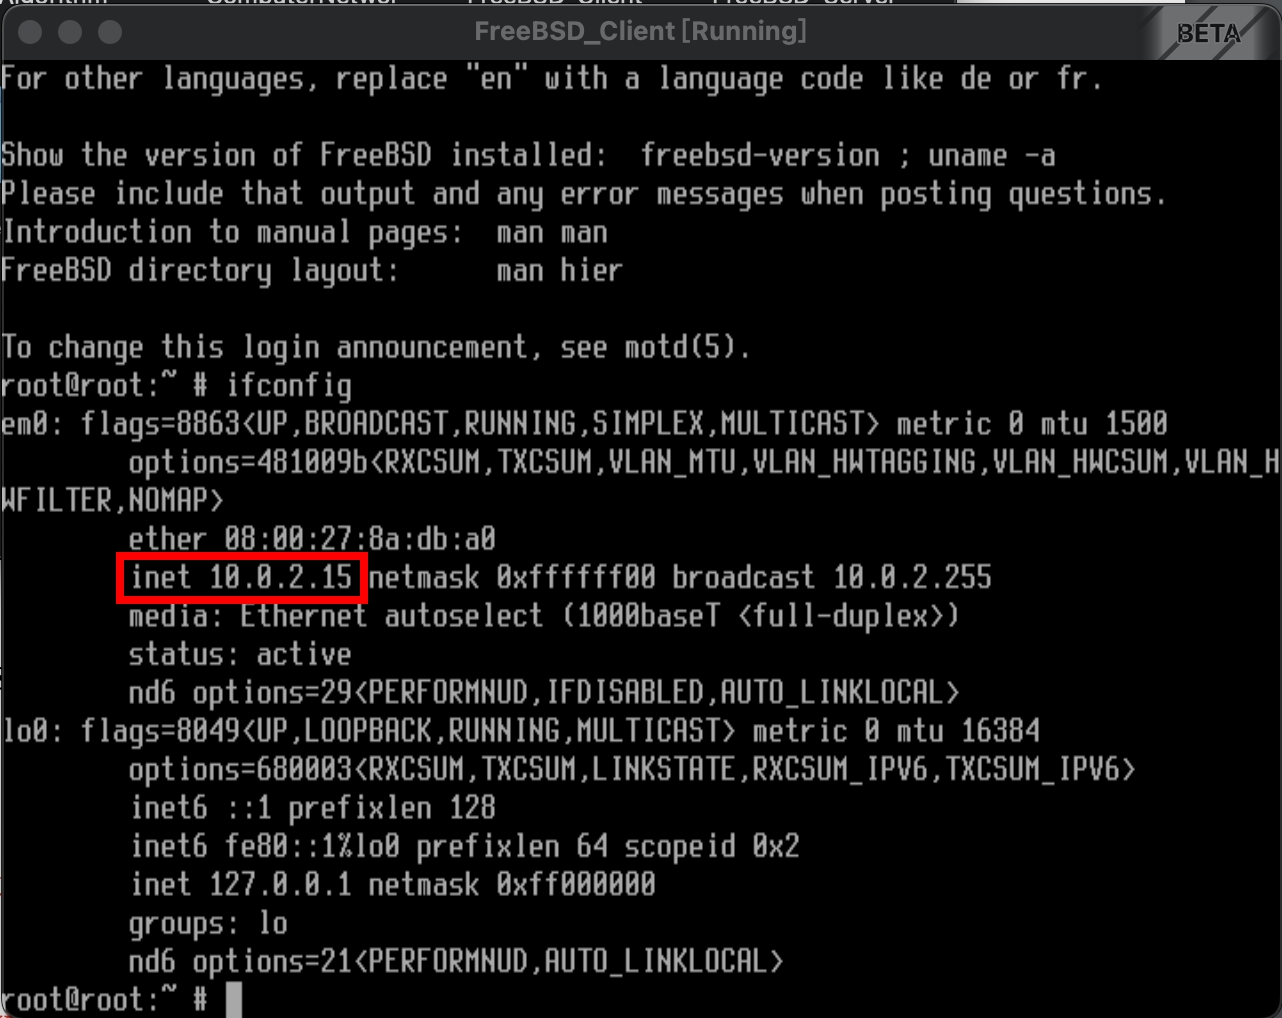 FreeBSD_Client [Running]
BETA
For other languages, replace "en" with a language code like de or fr.
Show the version of FreeBSD installed:  freebsd-version ; uname -a
Please include that output and any error messages when posting questions.
Introduction to manual pages:  man man
FreeBSD directory layout:      man hier
To change this login announcement, see motd(5).
root@root:~ # ifconfig
em0: flags=8863<UP,BROADCAST,RUNNING,SIMPLEX,MULTICAST> metric 0 mtu 1500
options=481009b<RXCSUM,TXCSUM,VLAN_MTU,VLAN_HWTAGGING,VLAN_HWCSUM,VLAN_H
WFILTER,NOMAP>
ether 08:00:27:8a:db:a0
inet 10.0.2.15 netmask 0xffffff00 broadcast 10.0.2.255
media: Ethernet autoselect (1000baseT <full-duplex>)
status: active
nd6 options=29<PERFORMNUD,IFDISABLED,AUTO_LINKLOCAL>
lo0: flags=8049<UP,LOOPBACK,RUNNING,MULTICAST> metric 0 mtu 16384
options=680003<RXCSUM,TXCSUM,LINKSTATE,RXCSUM_IPV6,TXCSUM_IPV6>
inet6 ::1 prefixlen 128
inet6 fe80::1%lo0 prefixlen 64 scopeid 0x2
inet 127.0.0.1 netmask 0xff000000
groups: lo
nd6 options=21<PERFORMNUD,AUTO_LINKLOCAL>
root@root:~ #